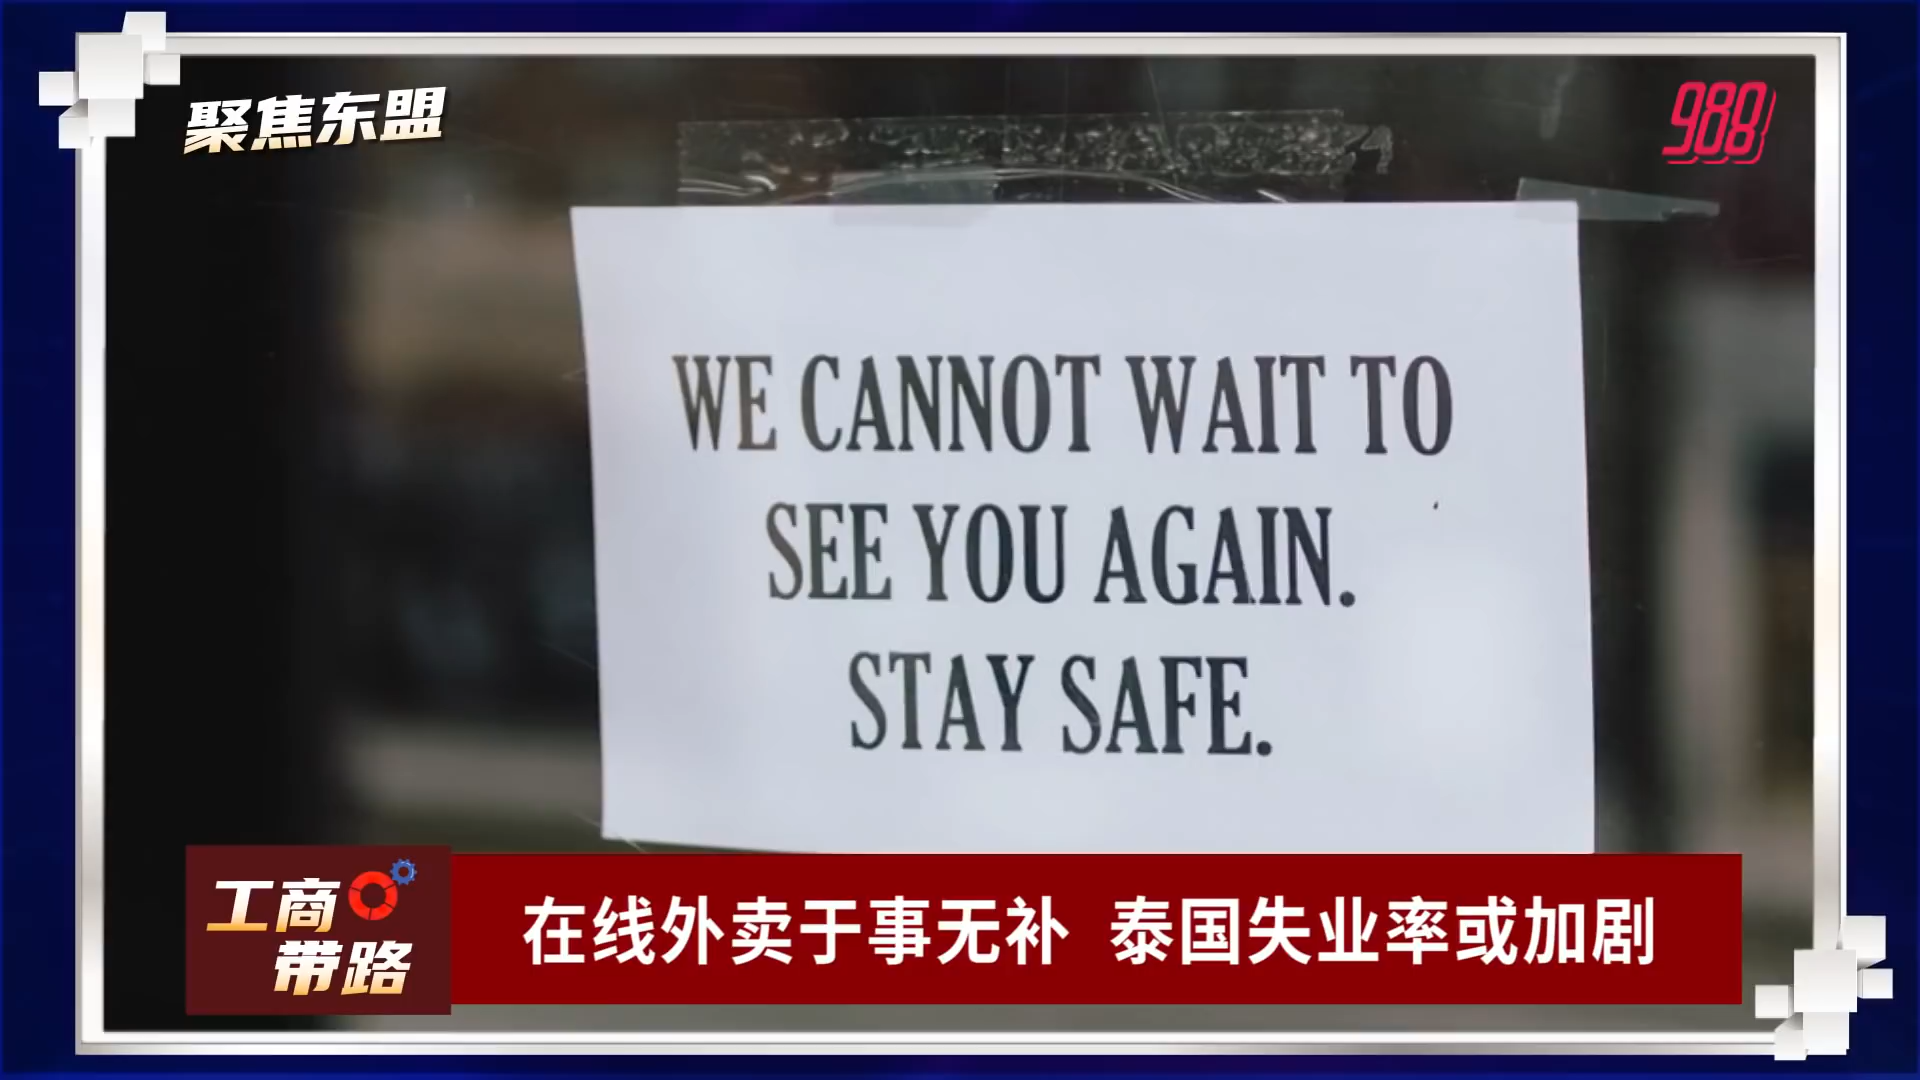 聚焦东盟
988
WE CANNOT WAIT TO
SEE YOU AGAIN.
STAY SAFE.
工商
带路
在线外卖于事无补 泰国失业率或加剧